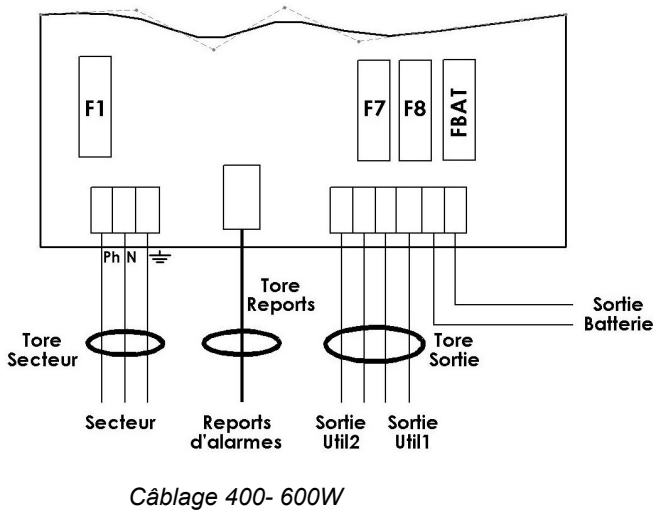 F1
F7
F8
FBAT
Ph N
Tore
Reports
Tore
Secteur
Tore
Sortie
Sortie
Batterie
Secteur
Reports
d'alarmes
Sortie
Util2
Sortie
Util1
Câblage 400- 600W